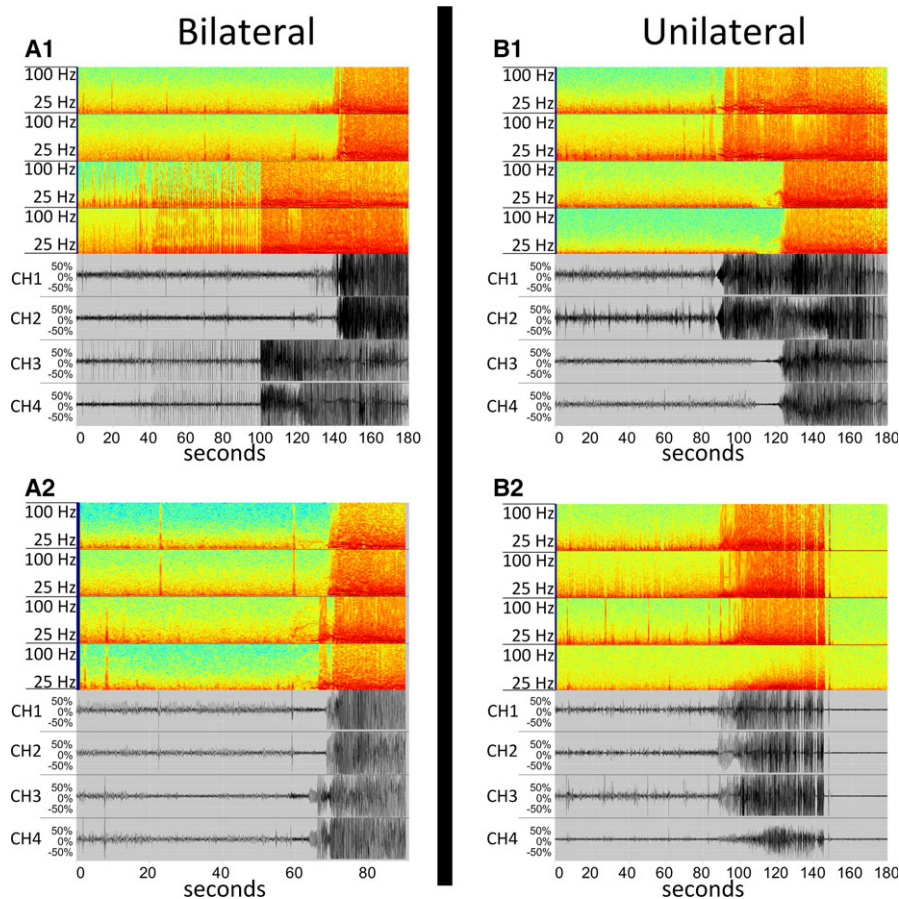 Bilateral
Unilateral
A1
100 Hz
25 Hz
100 Hz
25 Hz
100 Hz
25 Hz
100 Hz
25 Hz
CH1 50% 0% -50%
CH2 50% 0% -50%
CH3 50% 0% -50%
CH4 50% 0% -50%
0 20 40 60 80 100 120 140 160 180
seconds
B1
100 Hz
25 Hz
100 Hz
25 Hz
100 Hz
25 Hz
100 Hz
25 Hz
CH1 50% 0% -50%
CH2 50% 0% -50%
CH3 50% 0% -50%
CH4 50% 0% -50%
0 20 40 60 80 100 120 140 160 180
seconds
A2
100 Hz
25 Hz
100 Hz
25 Hz
100 Hz
25 Hz
100 Hz
25 Hz
CH1 50% 0% -50%
CH2 50% 0% -50%
CH3 50% 0% -50%
CH4 50% 0% -50%
0 20 40 60 80
seconds
B2
100 Hz
25 Hz
100 Hz
25 Hz
100 Hz
25 Hz
100 Hz
25 Hz
CH1 50% 0% -50%
CH2 50% 0% -50%
CH3 50% 0% -50%
CH4 50% 0% -50%
0 20 40 60 80 100 120 140 160 180
seconds